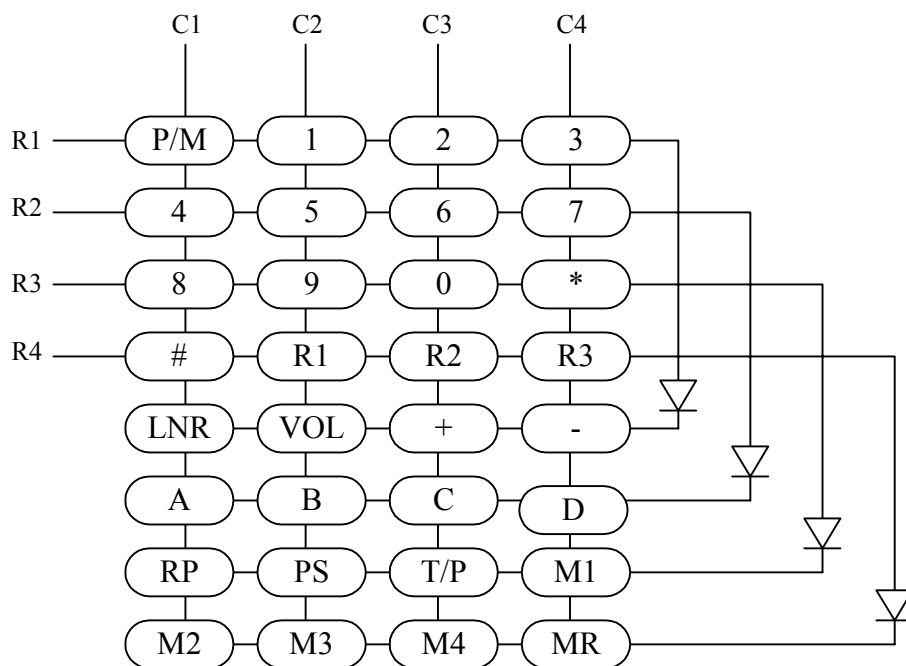 C1 C2 C3 C4
R1 P/M 1 2 3
R2 4 5 6 7
R3 8 9 0 *
R4 # R1 R2 R3
LNR VOL + -
A B C D
RP PS T/P M1
M2 M3 M4 MR